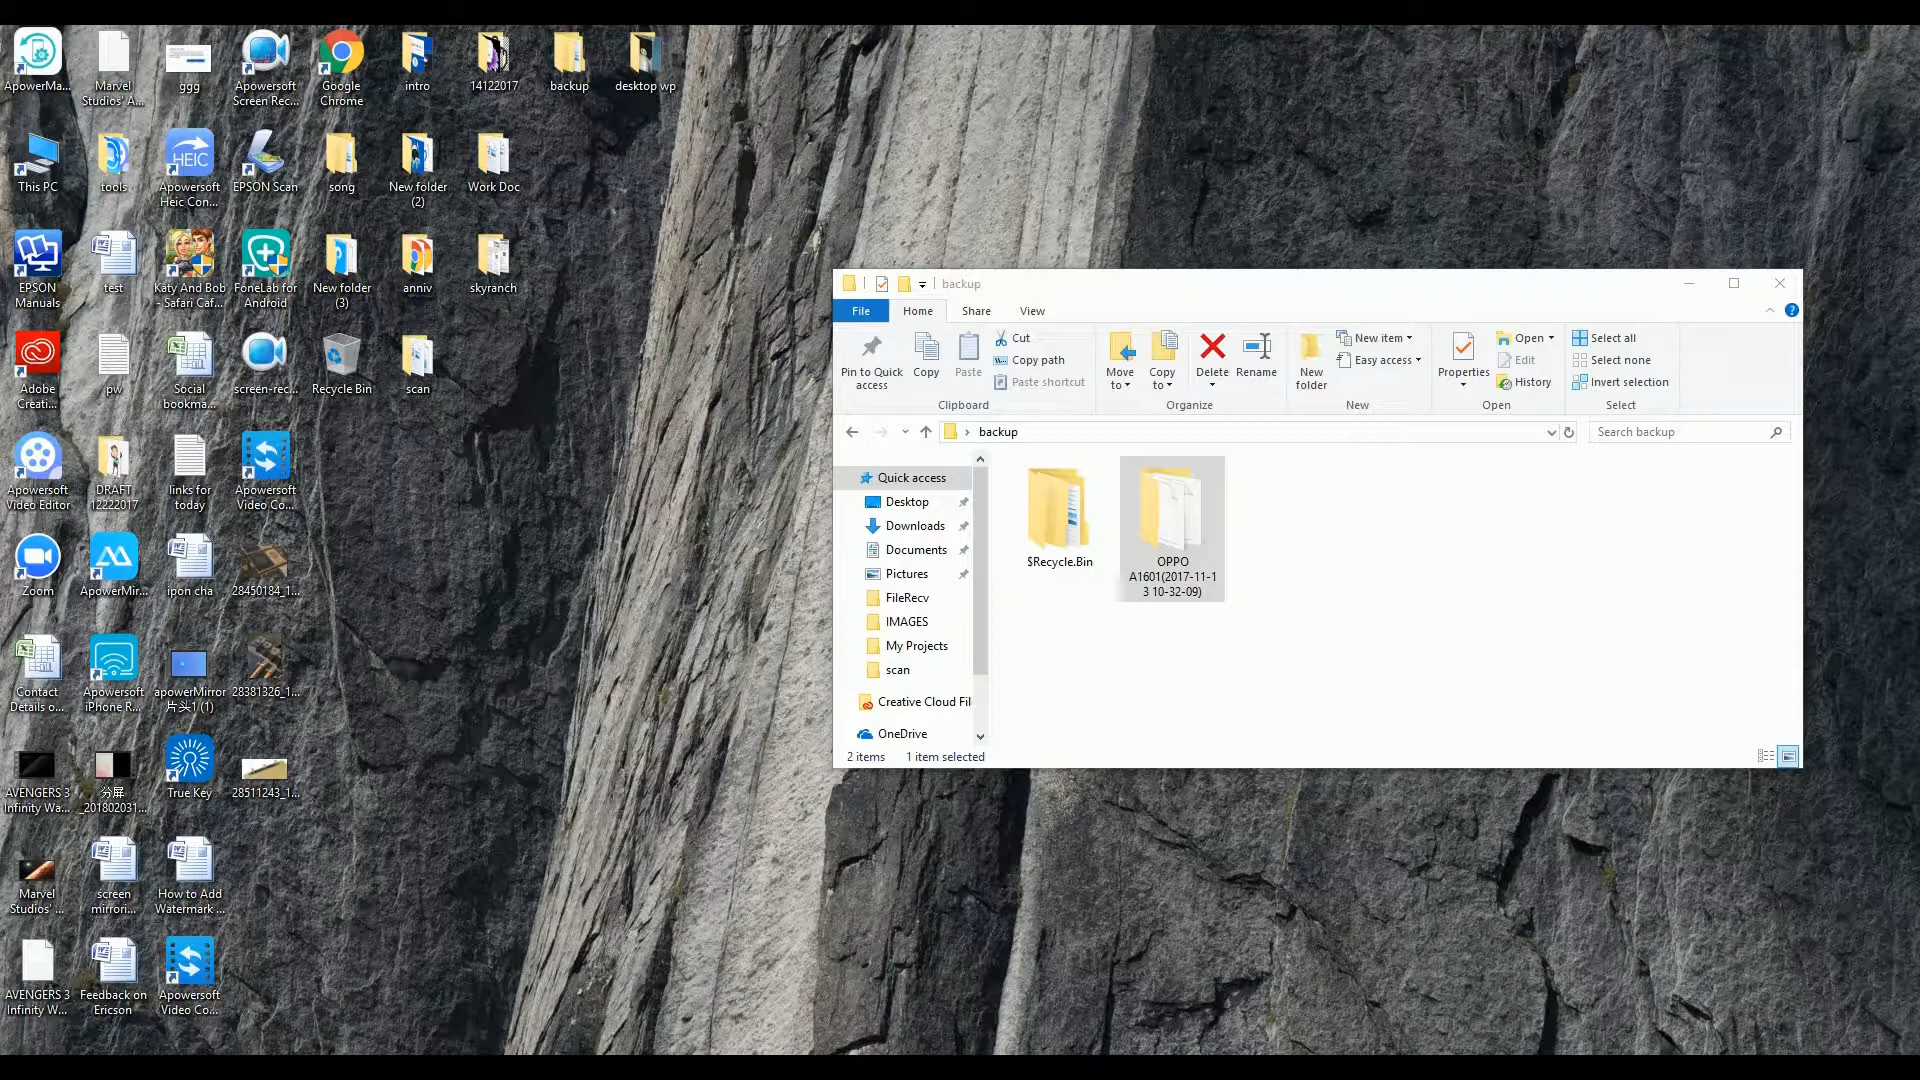 ApowerMa...
Marvel
Studios' A...
ggg
Apowersoft
Screen Rec...
Google
Chrome
intro
14122017
backup
desktop wp
This PC
tools
HEIC
Apowersoft
Heic Con...
EPSON Scan
song
New folder
(2)
Work Doc
EPSON
Manuals
test
Katy And Bob
- Safari Caf...
FoneLab for
Android
New folder
(3)
anniv
skyranch
Adobe
Creati...
pw
Social
bookma...
screen-rec...
Recycle Bin
scan
Apowersoft
Video Editor
DRAFT
12222017
links for
today
Apowersoft
Video Co...
Zoom
ApowerMir...
ipon cha
28450184_1...
Contact
Details o...
Apowersoft
iPhone R...
apowerMirror
片头1 (1)
28381326_1...
AVENGERS 3
Infinity Wa...
分屏
_201802031...
True Key
28511243_1...
Marvel
Studios' ...
screen
mirrori...
How to Add
Watermark ...
AVENGERS 3
Infinity W...
Feedback on
Ericson
Apowersoft
Video Co...
backup
File
Home
Share
View
Pin to Quick
access
Copy
Paste
Cut
Copy path
Paste shortcut
Clipboard
Move
to
Copy
to
Delete
Rename
Organize
New
folder
New item
Easy access
New
Properties
Open
Edit
History
Open
Select all
Select none
Invert selection
Select
backup
Search backup
Quick access
Desktop
Downloads
Documents
Pictures
FileRecv
IMAGES
My Projects
scan
Creative Cloud Fil
OneDrive
$Recycle.Bin
OPPO
A1601(2017-11-1
3 10-32-09)
2 items
1 item selected